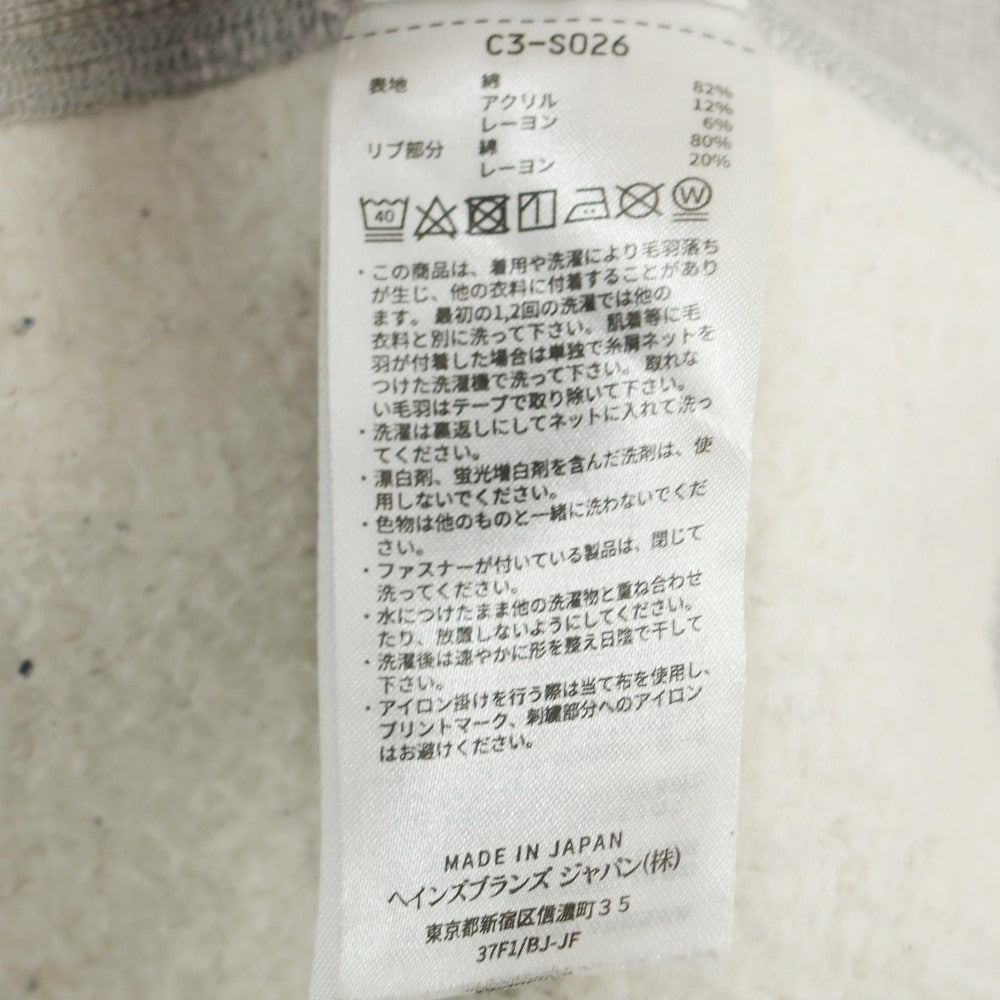 C3-S026
表地 綿 82%
アクリル 12%
レーヨン 6%
リブ部分 綿 80%
レーヨン 20%
40 W
・この商品は、着用や洗濯により毛羽落ち
が生じ、他の衣料に付着することがあり
ます。最初の1,2回の洗濯では他の
衣料と別に洗って下さい。肌着等に毛
羽が付着した場合は単独で糸屑ネットを
つけた洗濯機で洗って下さい。取れな
い毛羽はテープで取り除いて下さい。
・洗濯は裏返しにしてネットに入れて洗っ
てください。
・漂白剤、蛍光増白剤を含んだ洗剤は、使
用しないでください。
・色物は他のものと一緒に洗わないでくだ
さい。
・ファスナーが付いている製品は、閉じて
洗ってください。
・水につけたまま他の洗濯物と重ね合わせ
たり、放置しないようにしてください。
・洗濯後は速やかに形を整え日陰で干して
下さい。
・アイロン掛けを行う際は当て布を使用し、
プリントマーク、刺繍部分へのアイロン
はお避けください。
MADE IN JAPAN
ヘインズブランズ ジャパン(株)
東京都新宿区信濃町３５
37F1/BJ-JF